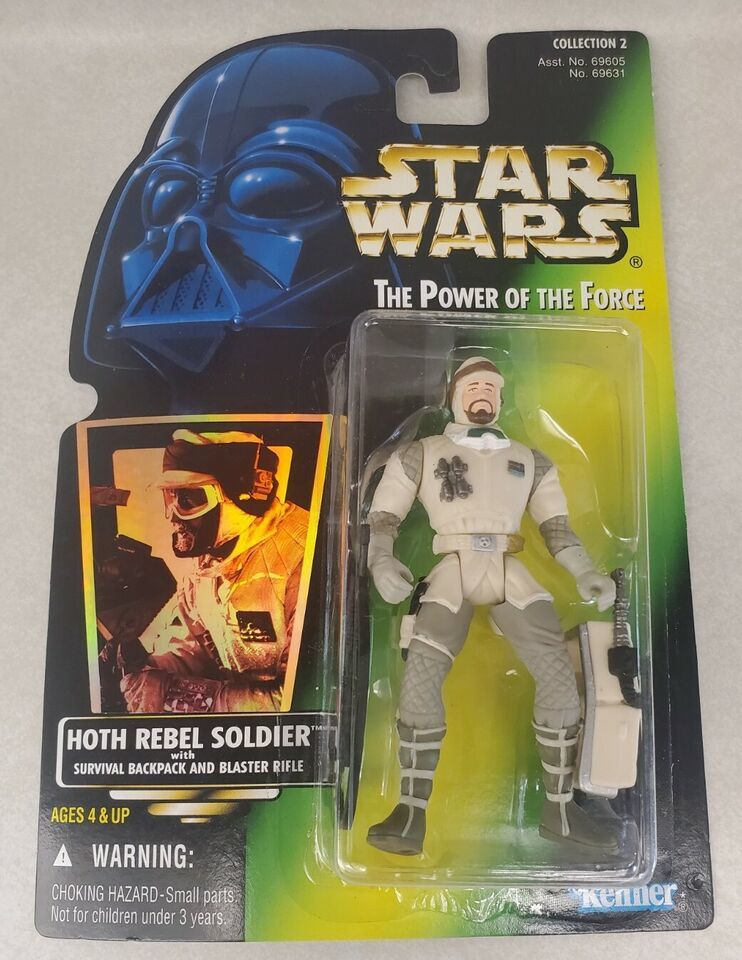 COLLECTION 2
Asst. No. 69605
No. 69631
STAR
WARS®
THE POWER OF THE FORCE
HOTH REBEL SOLDIER™
with
SURVIVAL BACKPACK AND BLASTER RIFLE
AGES 4 & UP
⚠ WARNING:
CHOKING HAZARD-Small parts.
Not for children under 3 years.
Kenner®